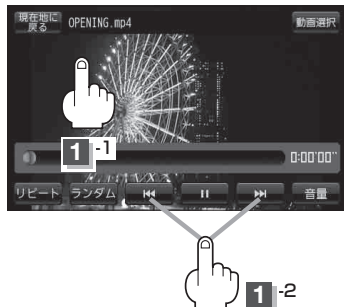 現在地に
戻る
OPENING.mp4
動画選択
1-1
0:00'00"
リピート
ランダム
音量
1-2